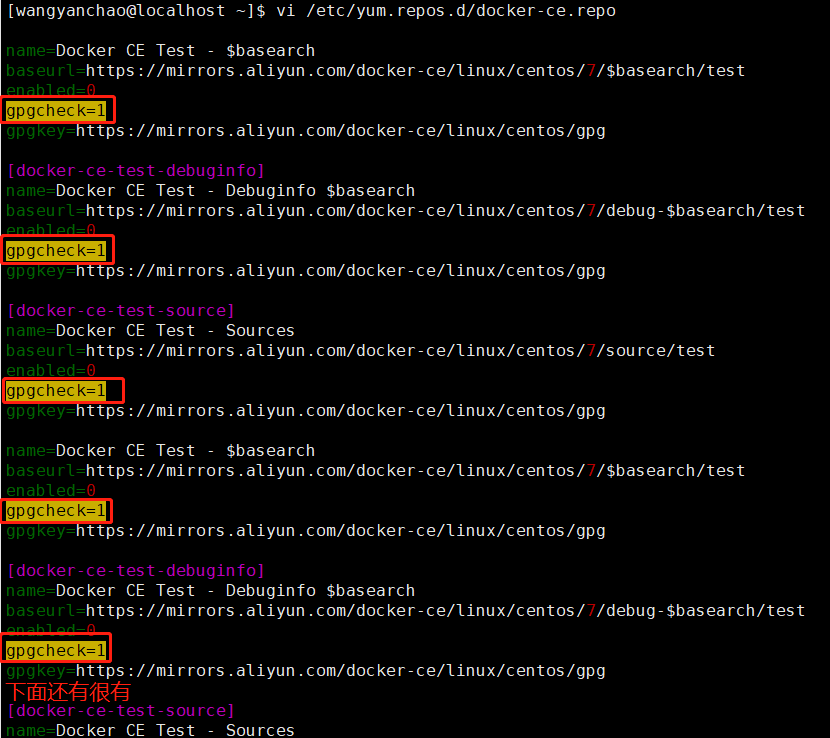 [wangyanchao@localhost ~]$ vi /etc/yum.repos.d/docker-ce.repo
name=Docker CE Test - $basearch
baseurl=https://mirrors.aliyun.com/docker-ce/linux/centos/7/$basearch/test
enabled=0
gpgcheck=1
gpgkey=https://mirrors.aliyun.com/docker-ce/linux/centos/gpg
[docker-ce-test-debuginfo]
name=Docker CE Test - Debuginfo $basearch
baseurl=https://mirrors.aliyun.com/docker-ce/linux/centos/7/debug-$basearch/test
enabled=0
gpgcheck=1
gpgkey=https://mirrors.aliyun.com/docker-ce/linux/centos/gpg
[docker-ce-test-source]
name=Docker CE Test - Sources
baseurl=https://mirrors.aliyun.com/docker-ce/linux/centos/7/source/test
enabled=0
gpgcheck=1
gpgkey=https://mirrors.aliyun.com/docker-ce/linux/centos/gpg
name=Docker CE Test - $basearch
baseurl=https://mirrors.aliyun.com/docker-ce/linux/centos/7/$basearch/test
enabled=0
gpgcheck=1
gpgkey=https://mirrors.aliyun.com/docker-ce/linux/centos/gpg
[docker-ce-test-debuginfo]
name=Docker CE Test - Debuginfo $basearch
baseurl=https://mirrors.aliyun.com/docker-ce/linux/centos/7/debug-$basearch/test
enabled=0
gpgcheck=1
gpgkey=https://mirrors.aliyun.com/docker-ce/linux/centos/gpg
下面还有很有
[docker-ce-test-source]
name=Docker CE Test - Sources